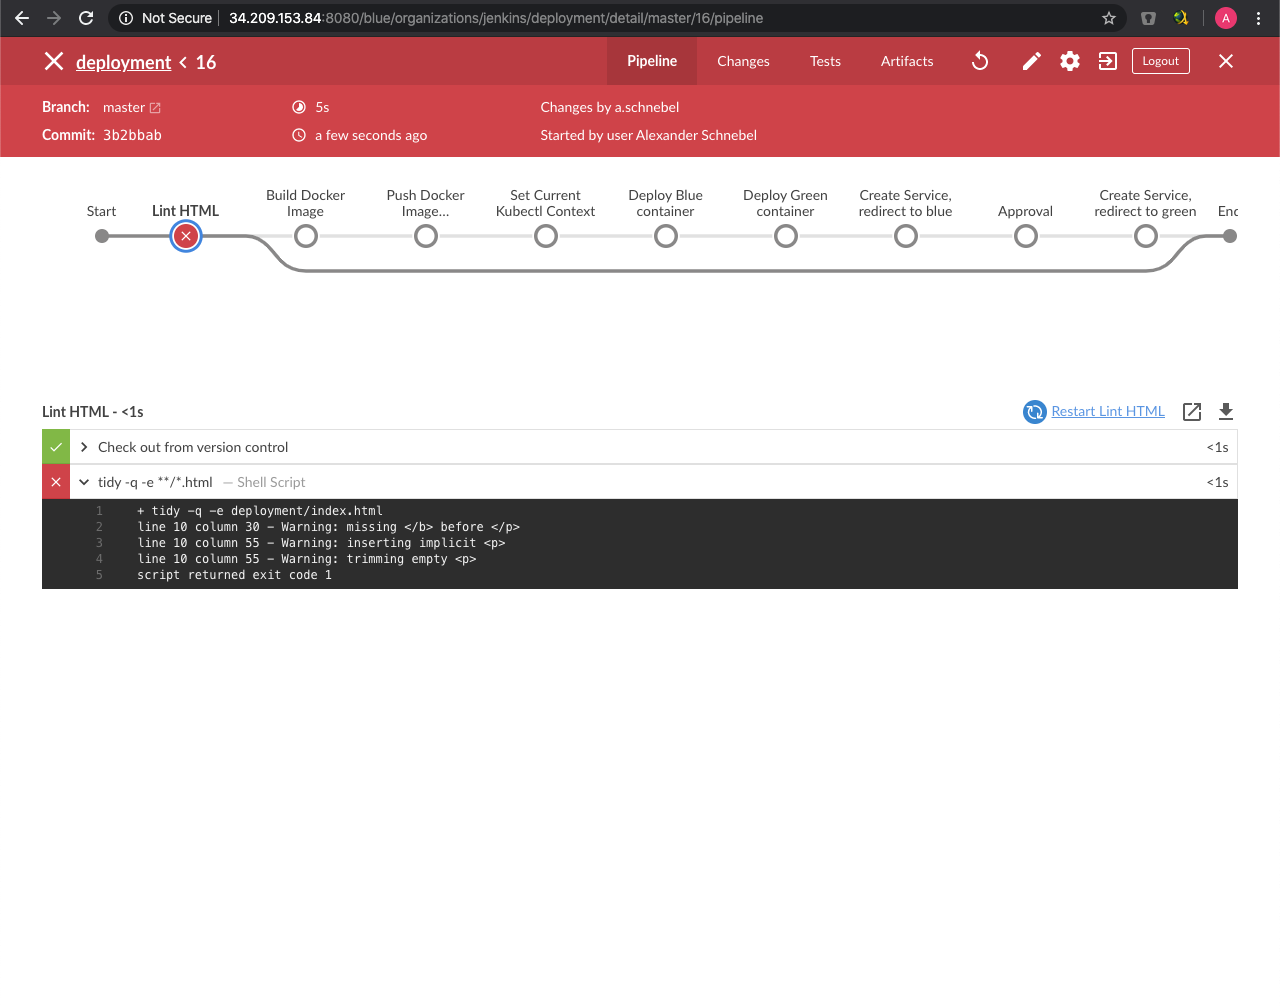 Not Secure 34.209.153.84:8080/blue/organizations/jenkins/deployment/detail/master/16/pipeline A
deployment < 16 Pipeline Changes Tests Artifacts Logout
Branch: master 5s Changes by a.schnebel
Commit: 3b2bbab a few seconds ago Started by user Alexander Schnebel
Start
Lint HTML
Build Docker
Image
Push Docker
Image...
Set Current
Kubectl Context
Deploy Blue
container
Deploy Green
container
Create Service,
redirect to blue
Approval
Create Service,
redirect to green
Lint HTML - <1s Restart Lint HTML
Check out from version control <1s
tidy -q -e **/*.html — Shell Script <1s
1 + tidy -q -e deployment/index.html
2 line 10 column 30 - Warning: missing </b> before </p>
3 line 10 column 55 - Warning: inserting implicit <p>
4 line 10 column 55 - Warning: trimming empty <p>
5 script returned exit code 1